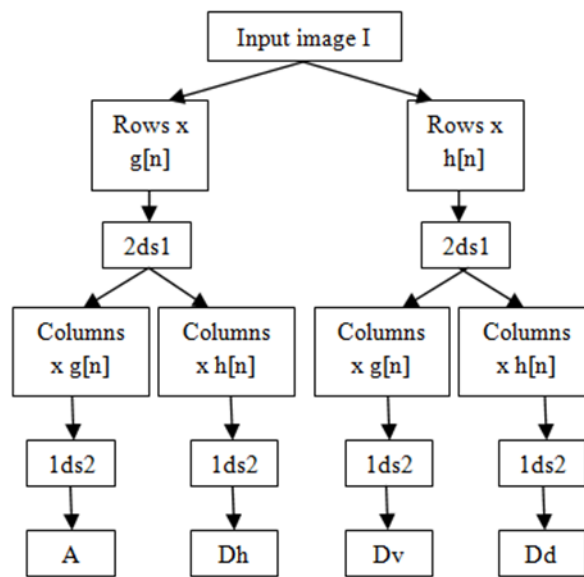 Input image I
Rows x
g[n]
Rows x
h[n]
2ds1
2ds1
Columns
x g[n]
Columns
x h[n]
Columns
x g[n]
Columns
x h[n]
1ds2
1ds2
1ds2
1ds2
A
Dh
Dv
Dd